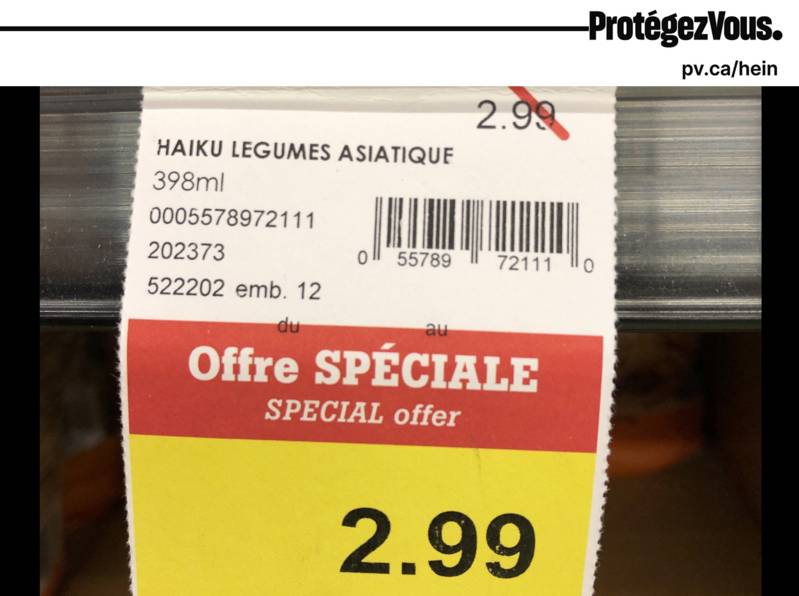 ProtégezVous.
pv.ca/hein
2.99
HAIKU LEGUMES ASIATIQUE
398ml
0005578972111
202373
522202 emb. 12
0 55789 72111 0
du au
Offre SPÉCIALE
SPECIAL offer
2.99